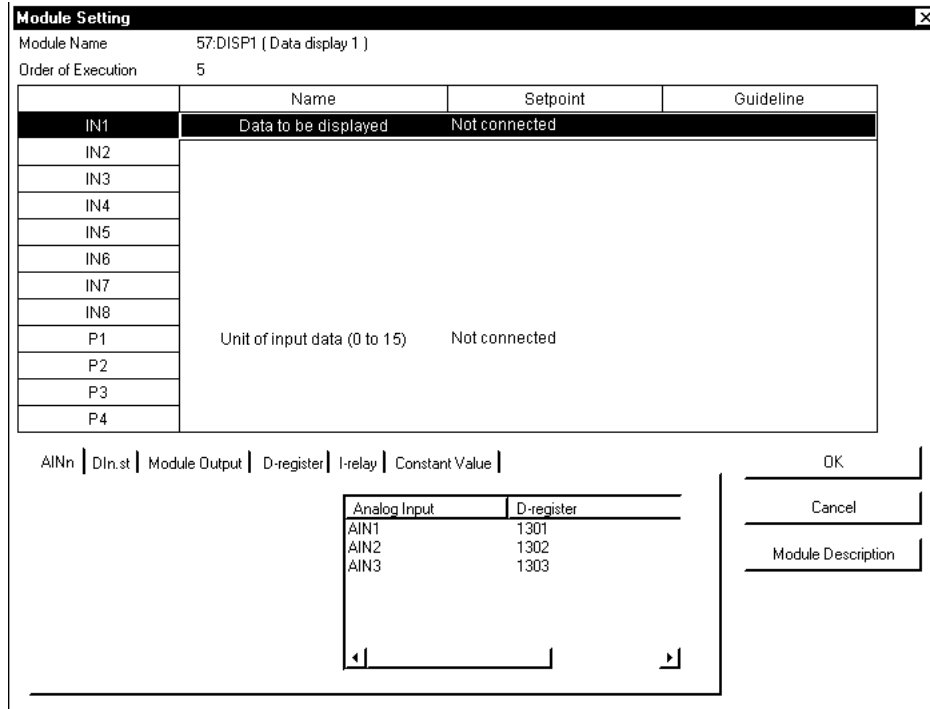 Module Setting
Module Name 57:DISP1 ( Data display 1 )
Order of Execution 5
Name Setpoint Guideline
IN1 Data to be displayed Not connected
IN2
IN3
IN4
IN5
IN6
IN7
IN8
P1 Unit of input data (0 to 15) Not connected
P2
P3
P4
AINn DIn.st Module Output D-register I-relay Constant Value
OK
Cancel
Module Description
Analog Input D-register
AIN1 1301
AIN2 1302
AIN3 1303